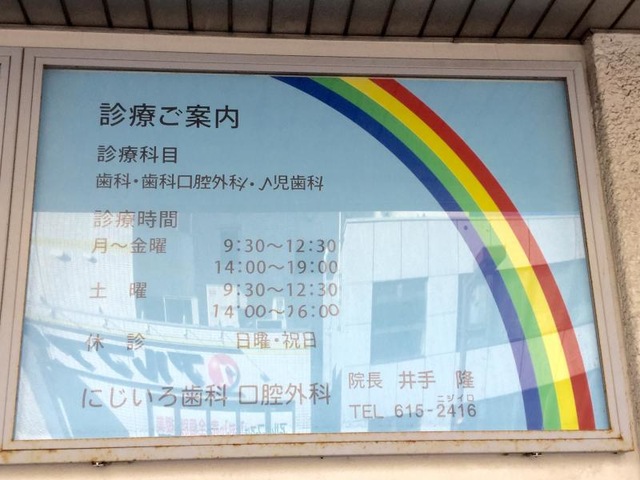 診療ご案内
診療科目
歯科・歯科口腔外科・小児歯科
診療時間
月～金曜 9:30～12:30
14:00～19:00
土 曜 9:30～12:30
14:00～16:00
休 診 日曜・祝日
にじいろ歯科 口腔外科
院長 井手 隆
ニジイロ
TEL 615-2416